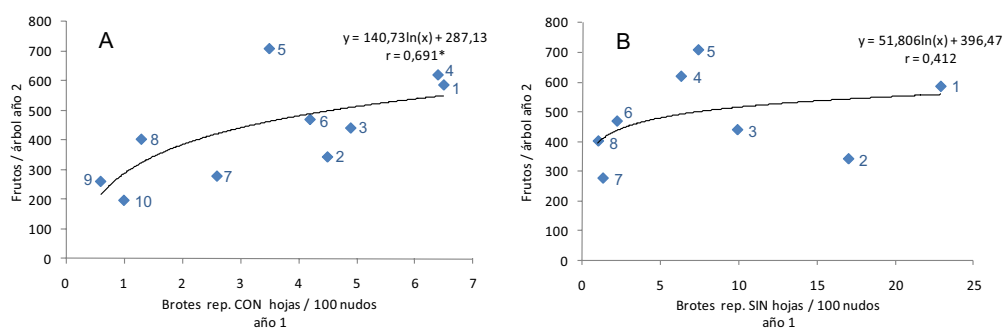 A
y = 140,73ln(x) + 287,13
r = 0,691*
Frutos / árbol año 2
800
700
600
500
400
300
200
100
0
5
4
1
6
3
8
2
9
7
10
0 1 2 3 4 5 6 7
Brotes rep. CON hojas / 100 nudos
año 1
B
y = 51,806ln(x) + 396,47
r = 0,412
Frutos / árbol año 2
800
700
600
500
400
300
200
100
0
5
4
1
6
3
8
2
7
0 5 10 15 20 25
Brotes rep. SIN hojas / 100 nudos
año 1